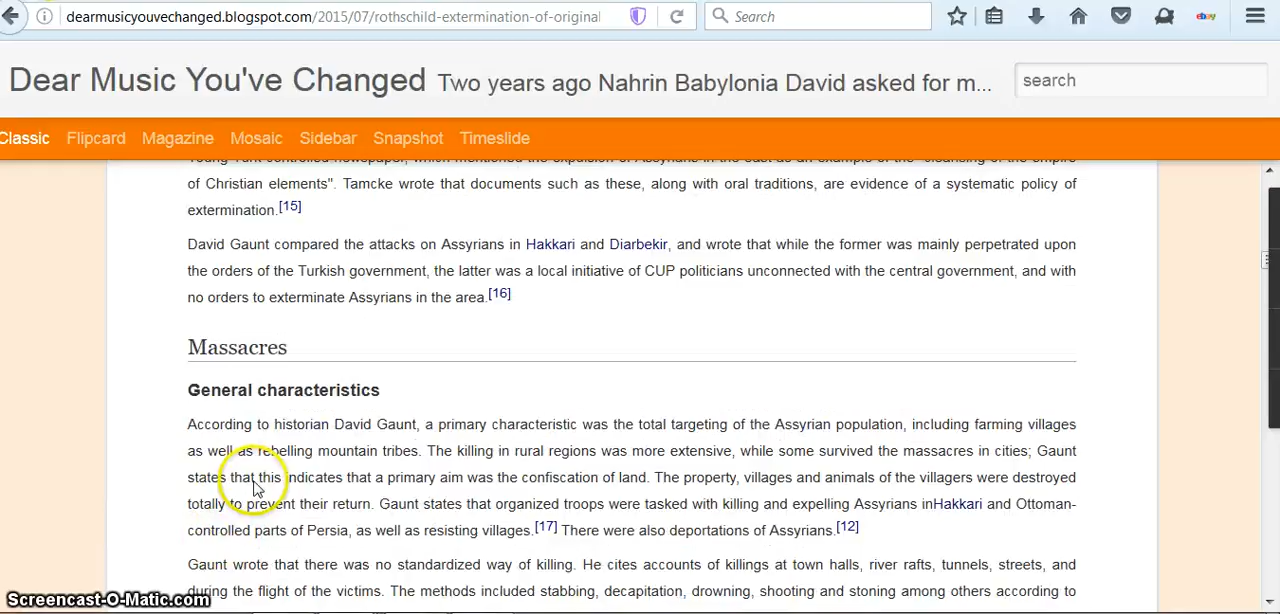 dearmusicyouvechanged.blogspot.com/2015/07/rothschild-extermination-of-original
Search
ebay
Dear Music You've Changed Two years ago Nahrin Babylonia David asked for m...
search
Classic Flipcard Magazine Mosaic Sidebar Snapshot Timeslide
of Christian elements". Tamcke wrote that documents such as these, along with oral traditions, are evidence of a systematic policy of
extermination.[15]
David Gaunt compared the attacks on Assyrians in Hakkari and Diarbekir, and wrote that while the former was mainly perpetrated upon
the orders of the Turkish government, the latter was a local initiative of CUP politicians unconnected with the central government, and with
no orders to exterminate Assyrians in the area.[16]
Massacres
General characteristics
According to historian David Gaunt, a primary characteristic was the total targeting of the Assyrian population, including farming villages
as well as rebelling mountain tribes. The killing in rural regions was more extensive, while some survived the massacres in cities; Gaunt
states that this indicates that a primary aim was the confiscation of land. The property, villages and animals of the villagers were destroyed
totally to prevent their return. Gaunt states that organized troops were tasked with killing and expelling Assyrians inHakkari and Ottoman-
controlled parts of Persia, as well as resisting villages.[17] There were also deportations of Assyrians.[12]
Gaunt wrote that there was no standardized way of killing. He cites accounts of killings at town halls, river rafts, tunnels, streets, and
during the flight of the victims. The methods included stabbing, decapitation, drowning, shooting and stoning among others according to
Screencast-O-Matic.com